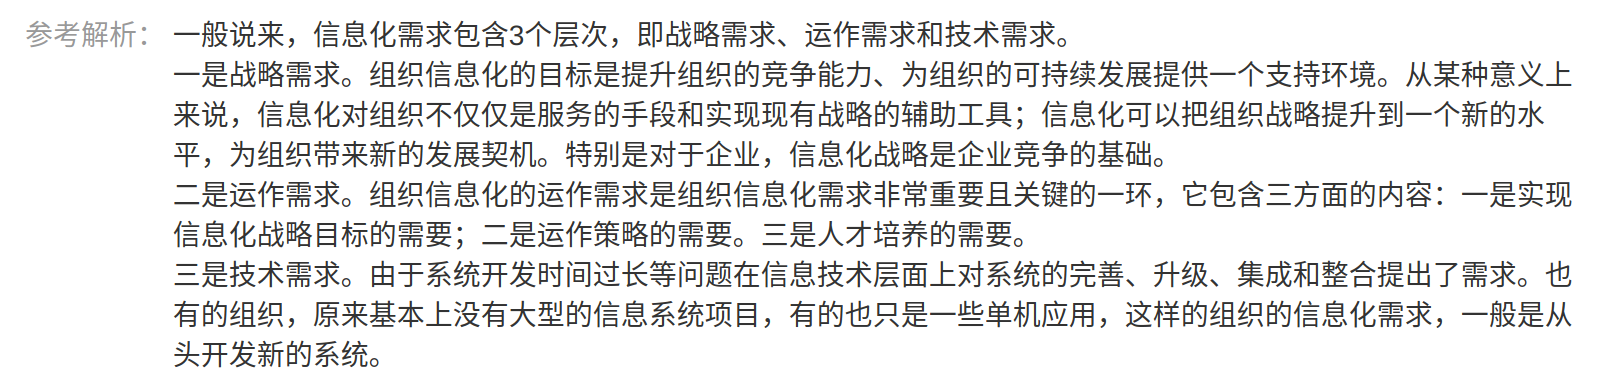 参考解析： 一般说来，信息化需求包含3个层次，即战略需求、运作需求和技术需求。
一是战略需求。组织信息化的目标是提升组织的竞争能力、为组织的可持续发展提供一个支持环境。从某种意义上
来说，信息化对组织不仅仅是服务的手段和实现现有战略的辅助工具；信息化可以把组织战略提升到一个新的水
平，为组织带来新的发展契机。特别是对于企业，信息化战略是企业竞争的基础。
二是运作需求。组织信息化的运作需求是组织信息化需求非常重要且关键的一环，它包含三方面的内容：一是实现
信息化战略目标的需要；二是运作策略的需要。三是人才培养的需要。
三是技术需求。由于系统开发时间过长等问题在信息技术层面上对系统的完善、升级、集成和整合提出了需求。也
有的组织，原来基本上没有大型的信息系统项目，有的也只是一些单机应用，这样的组织的信息化需求，一般是从
头开发新的系统。